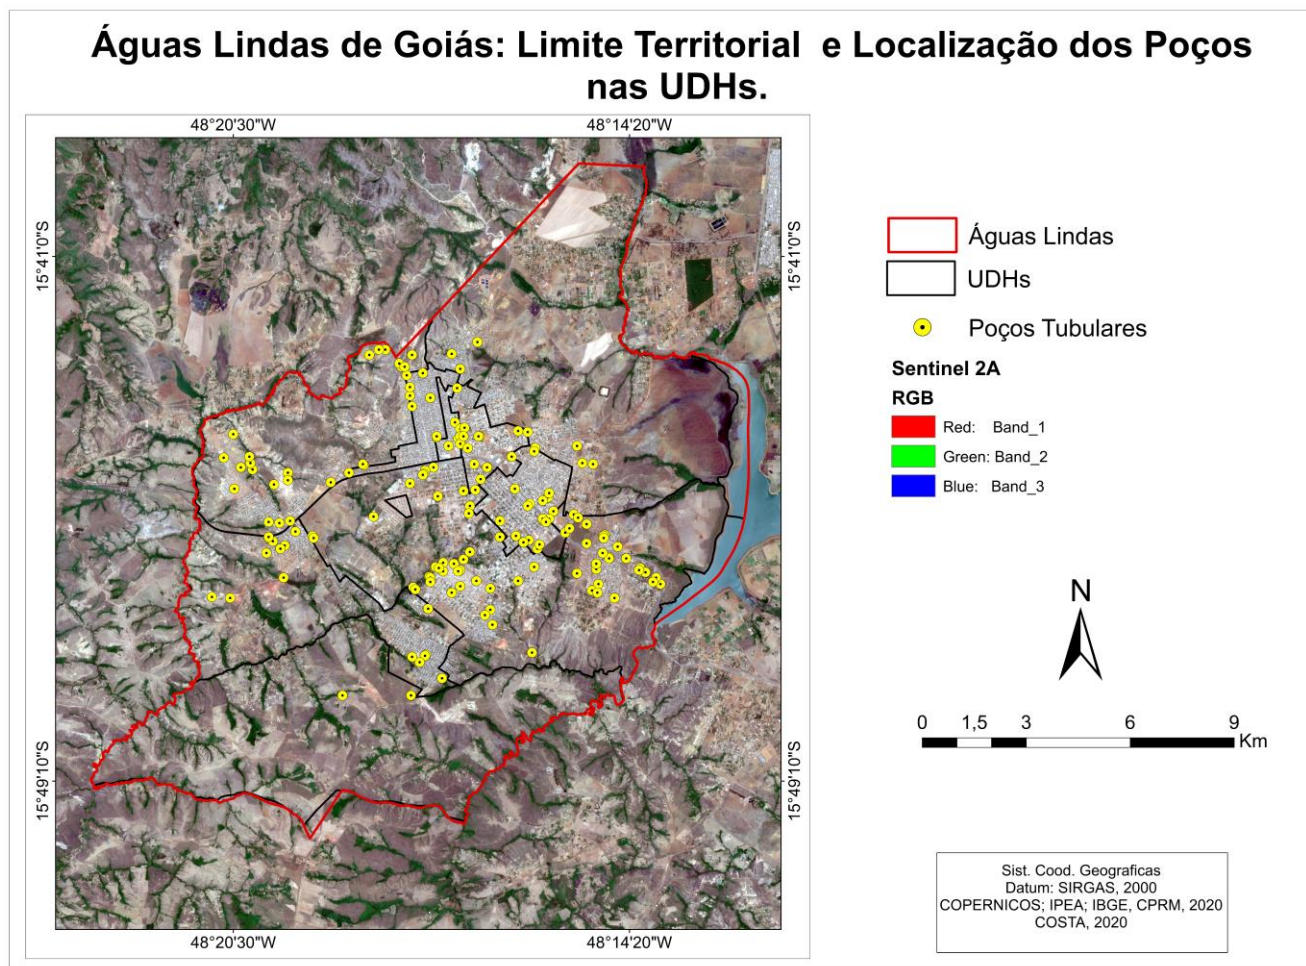 Águas Lindas de Goiás: Limite Territorial e Localização dos Poços
nas UDHs.
48°20'30"W
48°14'20"W
15°41'0"S
15°41'0"S
15°49'10"S
15°49'10"S
48°20'30"W
48°14'20"W
Águas Lindas
UDHs
Poços Tubulares
Sentinel 2A
RGB
Red: Band_1
Green: Band_2
Blue: Band_3
N
0 1,5 3 6 9
Km
Sist. Cood. Geograficas
Datum: SIRGAS, 2000
COPERNICOS; IPEA; IBGE, CPRM, 2020
COSTA, 2020